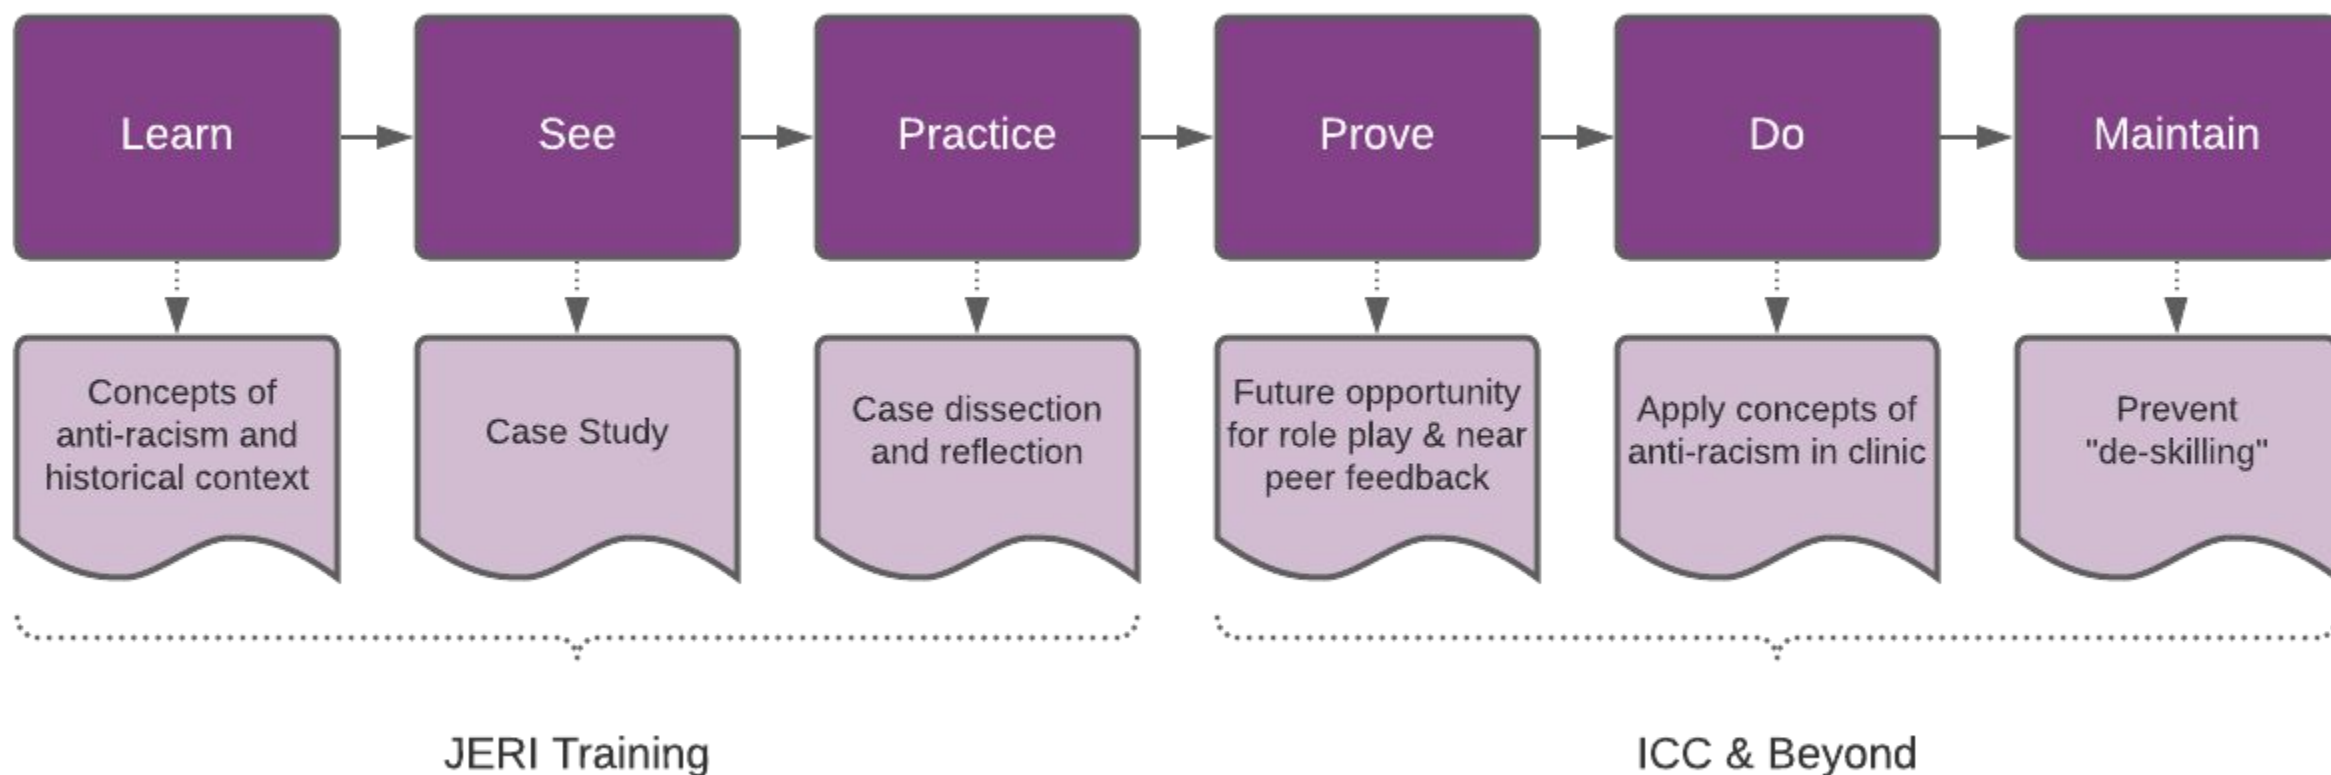 Learn
See
Practice
Prove
Do
Maintain
Concepts of
anti-racism and
historical context
Case Study
Case dissection
and reflection
Future opportunity
for role play & near
peer feedback
Apply concepts of
anti-racism in clinic
Prevent
"de-skilling"
JERI Training
ICC & Beyond